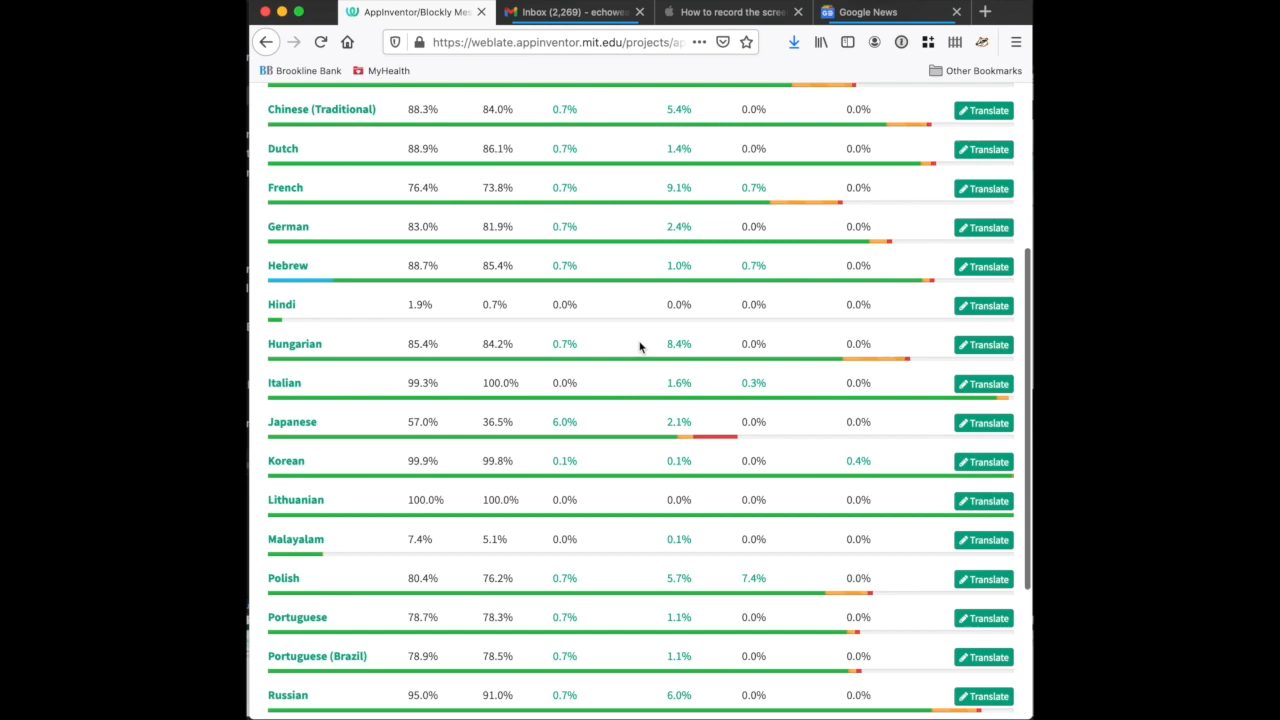 AppInventor/Blockly Mes
Inbox (2,269) - echowe
How to record the scree
Google News
https://weblate.appinventor.mit.edu/projects/ap
BB Brookline Bank
MyHealth
Other Bookmarks
Chinese (Traditional) 88.3% 84.0% 0.7% 5.4% 0.0% 0.0% Translate
Dutch 88.9% 86.1% 0.7% 1.4% 0.0% 0.0% Translate
French 76.4% 73.8% 0.7% 9.1% 0.7% 0.0% Translate
German 83.0% 81.9% 0.7% 2.4% 0.0% 0.0% Translate
Hebrew 88.7% 85.4% 0.7% 1.0% 0.7% 0.0% Translate
Hindi 1.9% 0.7% 0.0% 0.0% 0.0% 0.0% Translate
Hungarian 85.4% 84.2% 0.7% 8.4% 0.0% 0.0% Translate
Italian 99.3% 100.0% 0.0% 1.6% 0.3% 0.0% Translate
Japanese 57.0% 36.5% 6.0% 2.1% 0.0% 0.0% Translate
Korean 99.9% 99.8% 0.1% 0.1% 0.0% 0.4% Translate
Lithuanian 100.0% 100.0% 0.0% 0.0% 0.0% 0.0% Translate
Malayalam 7.4% 5.1% 0.0% 0.1% 0.0% 0.0% Translate
Polish 80.4% 76.2% 0.7% 5.7% 7.4% 0.0% Translate
Portuguese 78.7% 78.3% 0.7% 1.1% 0.0% 0.0% Translate
Portuguese (Brazil) 78.9% 78.5% 0.7% 1.1% 0.0% 0.0% Translate
Russian 95.0% 91.0% 0.7% 6.0% 0.0% 0.0% Translate